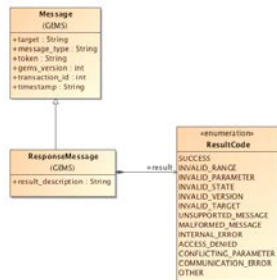 Message
(GEMS)
+target : String
+message_type : String
+token : String
+gems_version : int
+transaction_id : int
+timestamp : String
ResponseMessage
(GEMS)
+result_description : String
+result
«enumeration»
ResultCode
SUCCESS
INVALID_RANGE
INVALID_PARAMETER
INVALID_STATE
INVALID_VERSION
INVALID_TARGET
UNSUPPORTED_MESSAGE
MALFORMED_MESSAGE
INTERNAL_ERROR
ACCESS_DENIED
CONFLICTING_PARAMETER
COMMUNICATION_ERROR
OTHER